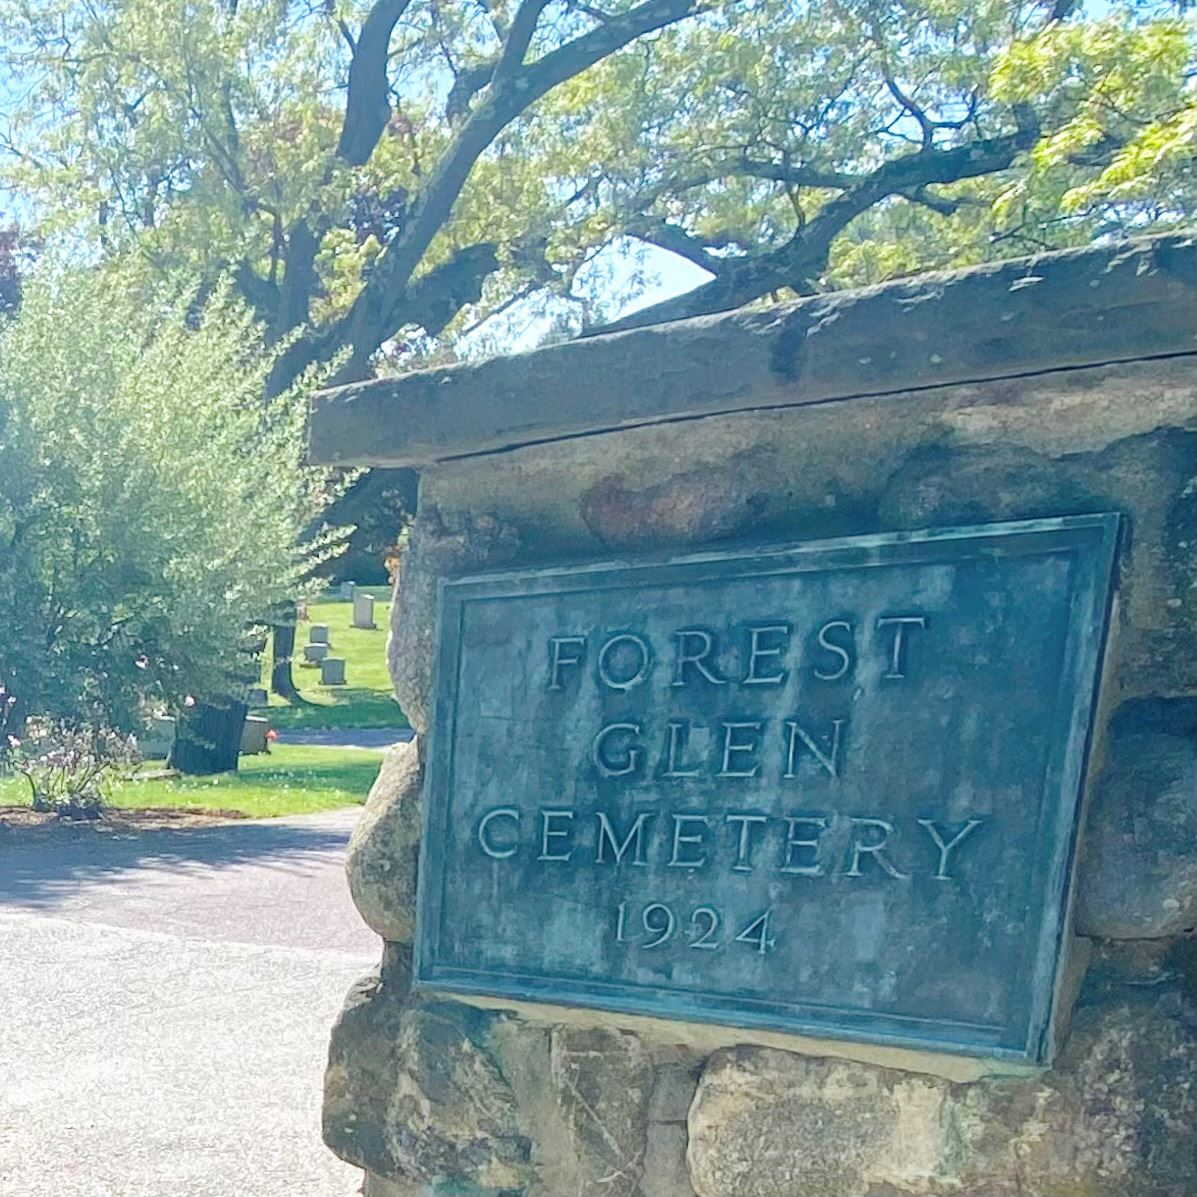 FOREST
GLEN
CEMETERY
1924